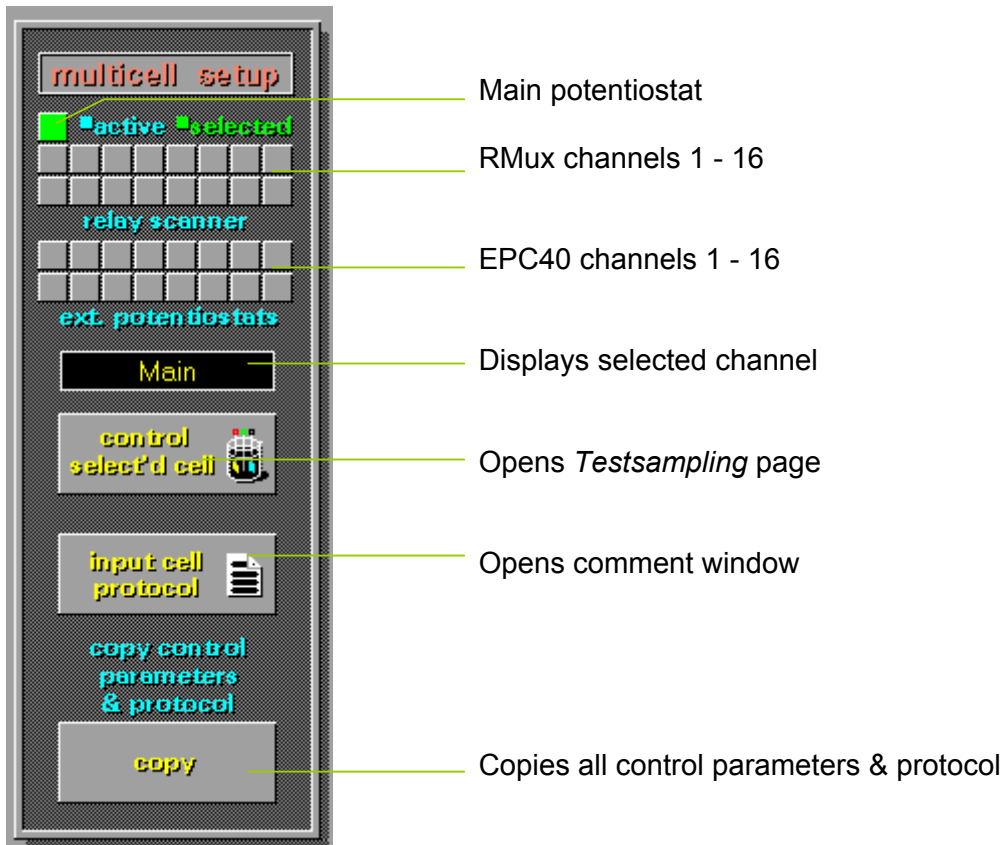 multicell setup
Main potentiostat
active selected
RMux channels 1 - 16
relay scanner
EPC40 channels 1 - 16
ext. potentiostats
Main
Displays selected channel
control
select'd cell
Opens Testsampling page
input cell
protocol
Opens comment window
copy control
parameters
& protocol
copy
Copies all control parameters & protocol